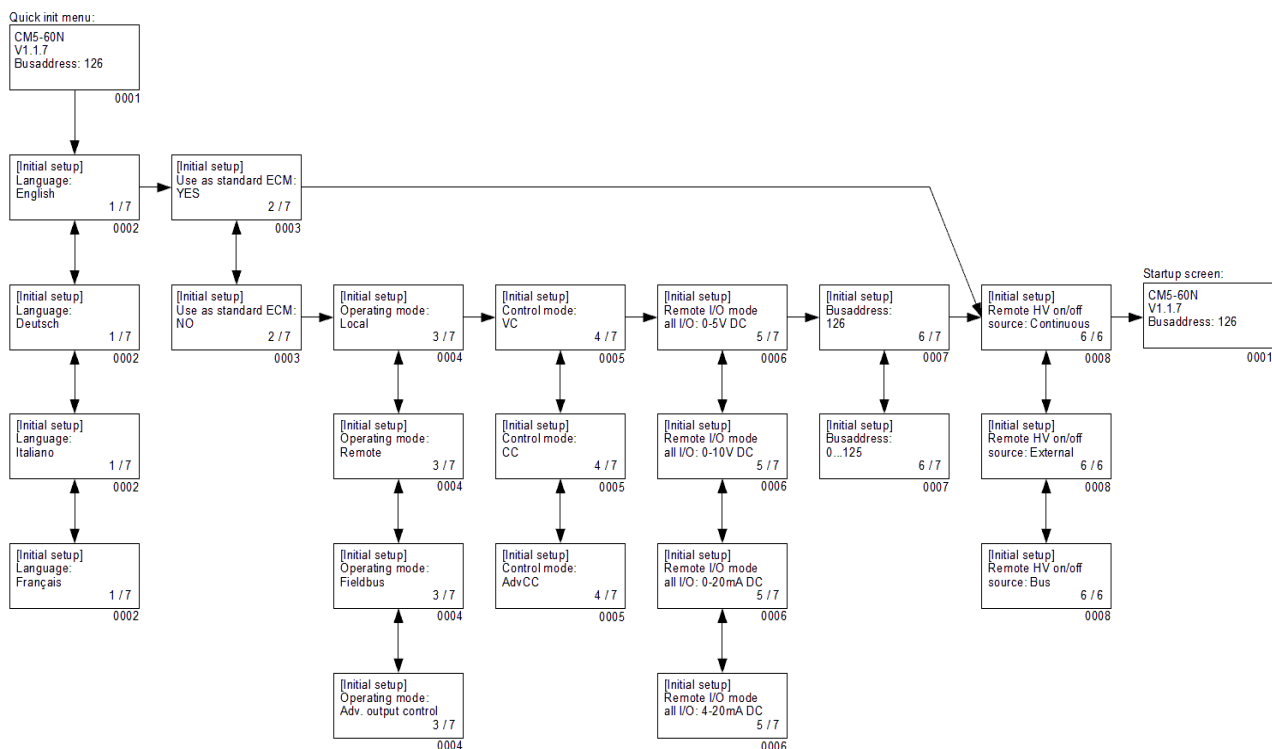 Quick init menu:
CM5-60N
V1.1.7
Busaddress: 126
0001
[Initial setup]
Language:
English
1 / 7
0002
[Initial setup]
Use as standard ECM:
YES
2 / 7
0003
[Initial setup]
Language:
Deutsch
1 / 7
0002
[Initial setup]
Use as standard ECM:
NO
2 / 7
0003
[Initial setup]
Operating mode:
Local
3 / 7
0004
[Initial setup]
Control mode:
VC
4 / 7
0005
[Initial setup]
Remote I/O mode
all I/O: 0-5V DC
5 / 7
0006
[Initial setup]
Busaddress:
126
6 / 7
0007
[Initial setup]
Remote HV on/off
source: Continuous
6 / 6
0008
Startup screen:
CM5-60N
V1.1.7
Busaddress: 126
0001
[Initial setup]
Language:
Italiano
1 / 7
0002
[Initial setup]
Operating mode:
Remote
3 / 7
0004
[Initial setup]
Control mode:
CC
4 / 7
0005
[Initial setup]
Remote I/O mode
all I/O: 0-10V DC
5 / 7
0006
[Initial setup]
Busaddress:
0...125
6 / 7
0007
[Initial setup]
Remote HV on/off
source: External
6 / 6
0008
[Initial setup]
Language:
Français
1 / 7
0002
[Initial setup]
Operating mode:
Fieldbus
3 / 7
0004
[Initial setup]
Control mode:
AdvCC
4 / 7
0005
[Initial setup]
Remote I/O mode
all I/O: 0-20mA DC
5 / 7
0006
[Initial setup]
Remote HV on/off
source: Bus
6 / 6
0008
[Initial setup]
Operating mode:
Adv. output control
3 / 7
0004
[Initial setup]
Remote I/O mode
all I/O: 4-20mA DC
5 / 7
0006